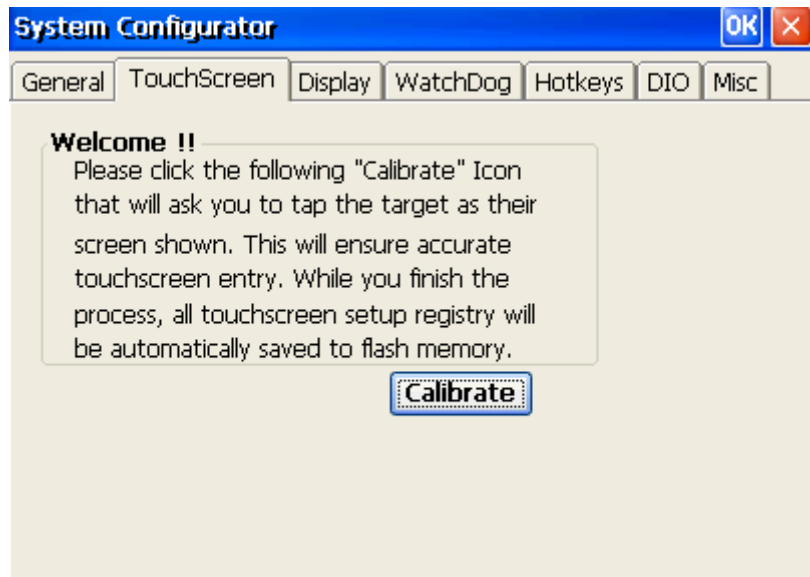 System Configurator OK
General TouchScreen Display WatchDog Hotkeys DIO Misc
Welcome !!
Please click the following "Calibrate" Icon
that will ask you to tap the target as their
screen shown. This will ensure accurate
touchscreen entry. While you finish the
process, all touchscreen setup registry will
be automatically saved to flash memory.
Calibrate